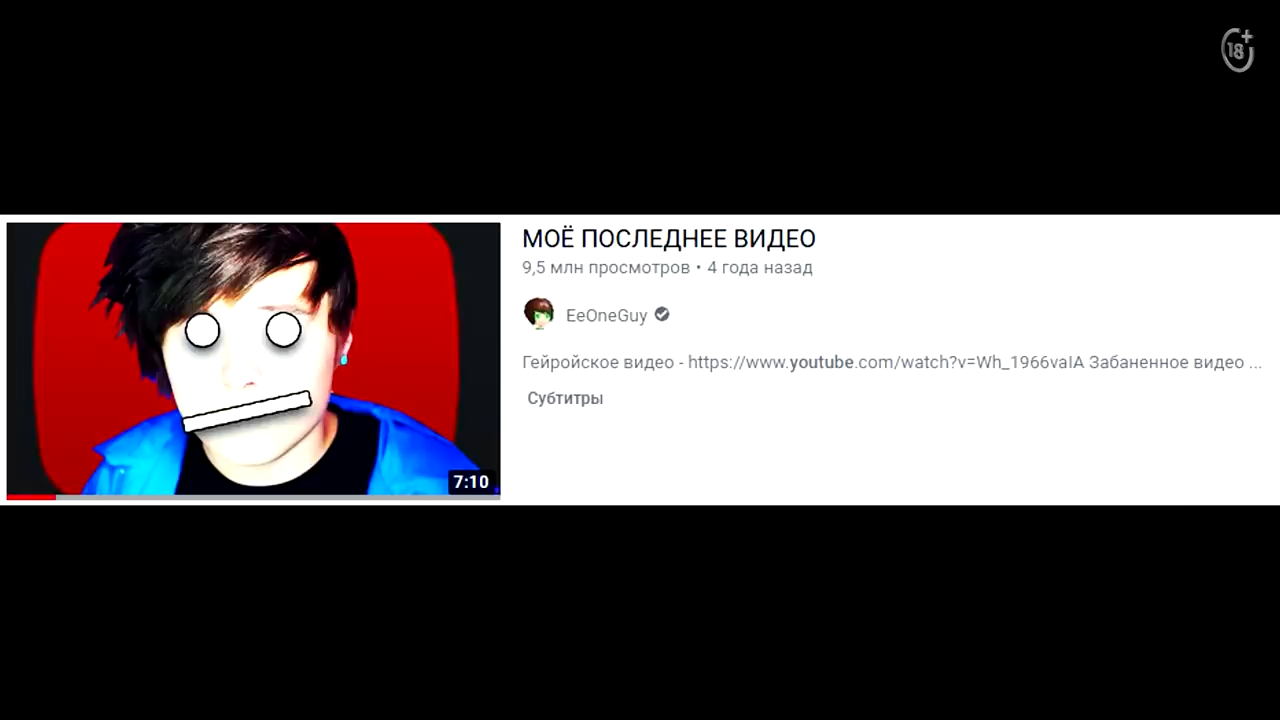 18+
МОЁ ПОСЛЕДНЕЕ ВИДЕО
9,5 млн просмотров • 4 года назад
EeOneGuy
Гейройское видео - https://www.youtube.com/watch?v=Wh_1966vaIA Забаненное видео ...
Субтитры
7:10